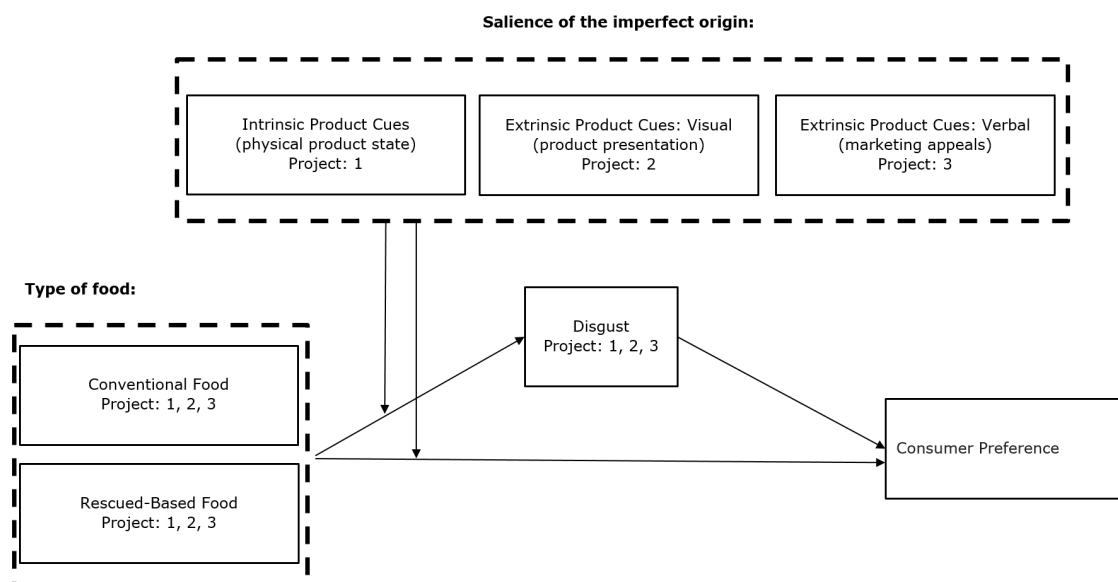 Salience of the imperfect origin:
Intrinsic Product Cues
(physical product state)
Project: 1
Extrinsic Product Cues: Visual
(product presentation)
Project: 2
Extrinsic Product Cues: Verbal
(marketing appeals)
Project: 3
Type of food:
Conventional Food
Project: 1, 2, 3
Rescued-Based Food
Project: 1, 2, 3
Disgust
Project: 1, 2, 3
Consumer Preference